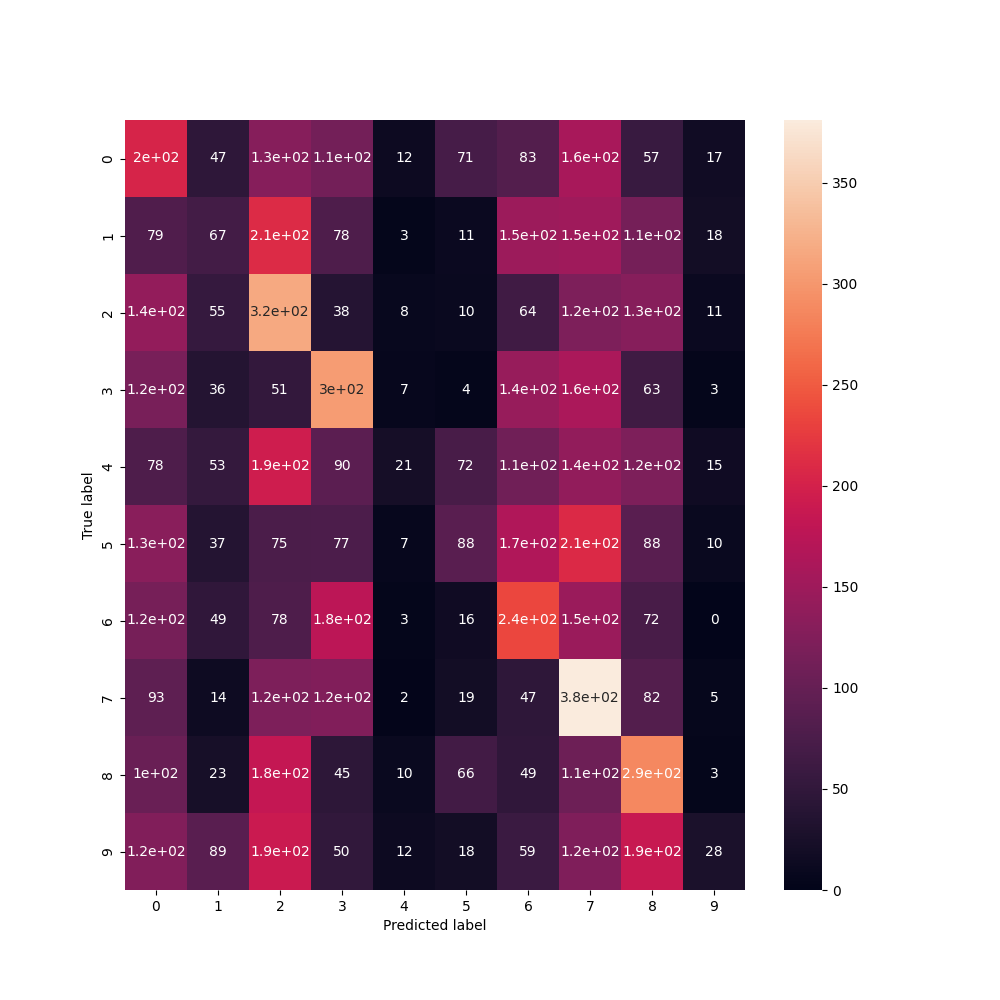 0 2e+02 47 1.3e+02 1.1e+02 12 71 83 1.6e+02 57 17
1 79 67 2.1e+02 78 3 11 1.5e+02 1.5e+02 1.1e+02 18
2 1.4e+02 55 3.2e+02 38 8 10 64 1.2e+02 1.3e+02 11
3 1.2e+02 36 51 3e+02 7 4 1.4e+02 1.6e+02 63 3
4 78 53 1.9e+02 90 21 72 1.1e+02 1.4e+02 1.2e+02 15
5 1.3e+02 37 75 77 7 88 1.7e+02 2.1e+02 88 10
6 1.2e+02 49 78 1.8e+02 3 16 2.4e+02 1.5e+02 72 0
7 93 14 1.2e+02 1.2e+02 2 19 47 3.8e+02 82 5
8 1e+02 23 1.8e+02 45 10 66 49 1.1e+02 2.9e+02 3
9 1.2e+02 89 1.9e+02 50 12 18 59 1.2e+02 1.9e+02 28
0 1 2 3 4 5 6 7 8 9
Predicted label
True label
350
300
250
200
150
100
50
0